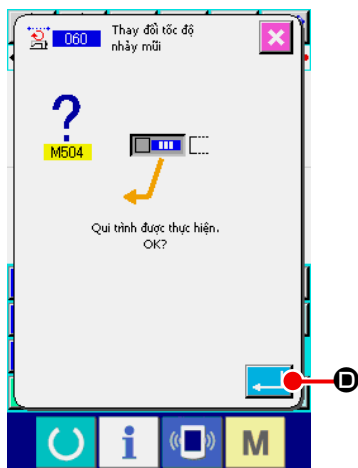 060
Thay đổi tốc độ
nhảy mũi
?
M504
Qui trình được thực hiện.
OK?
D
i
M